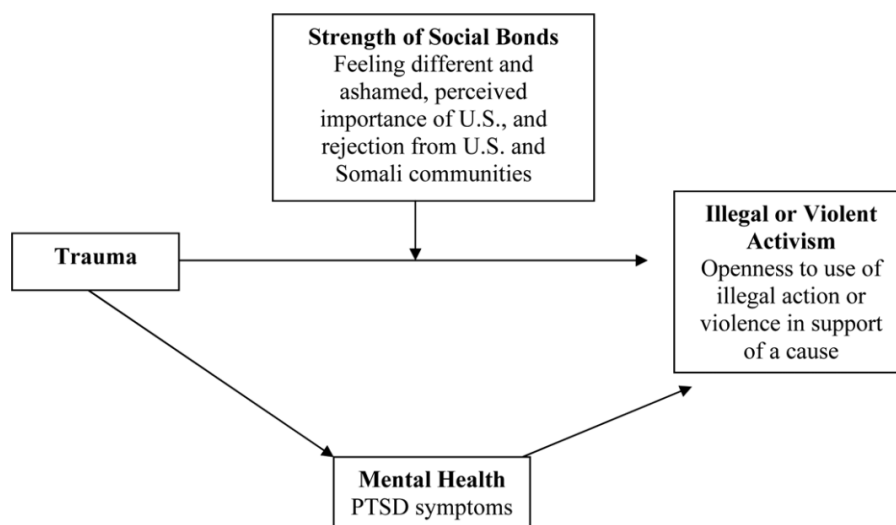 Strength of Social Bonds
Feeling different and
ashamed, perceived
importance of U.S., and
rejection from U.S. and
Somali communities
Trauma
Illegal or Violent
Activism
Openness to use of
illegal action or
violence in support
of a cause
Mental Health
PTSD symptoms